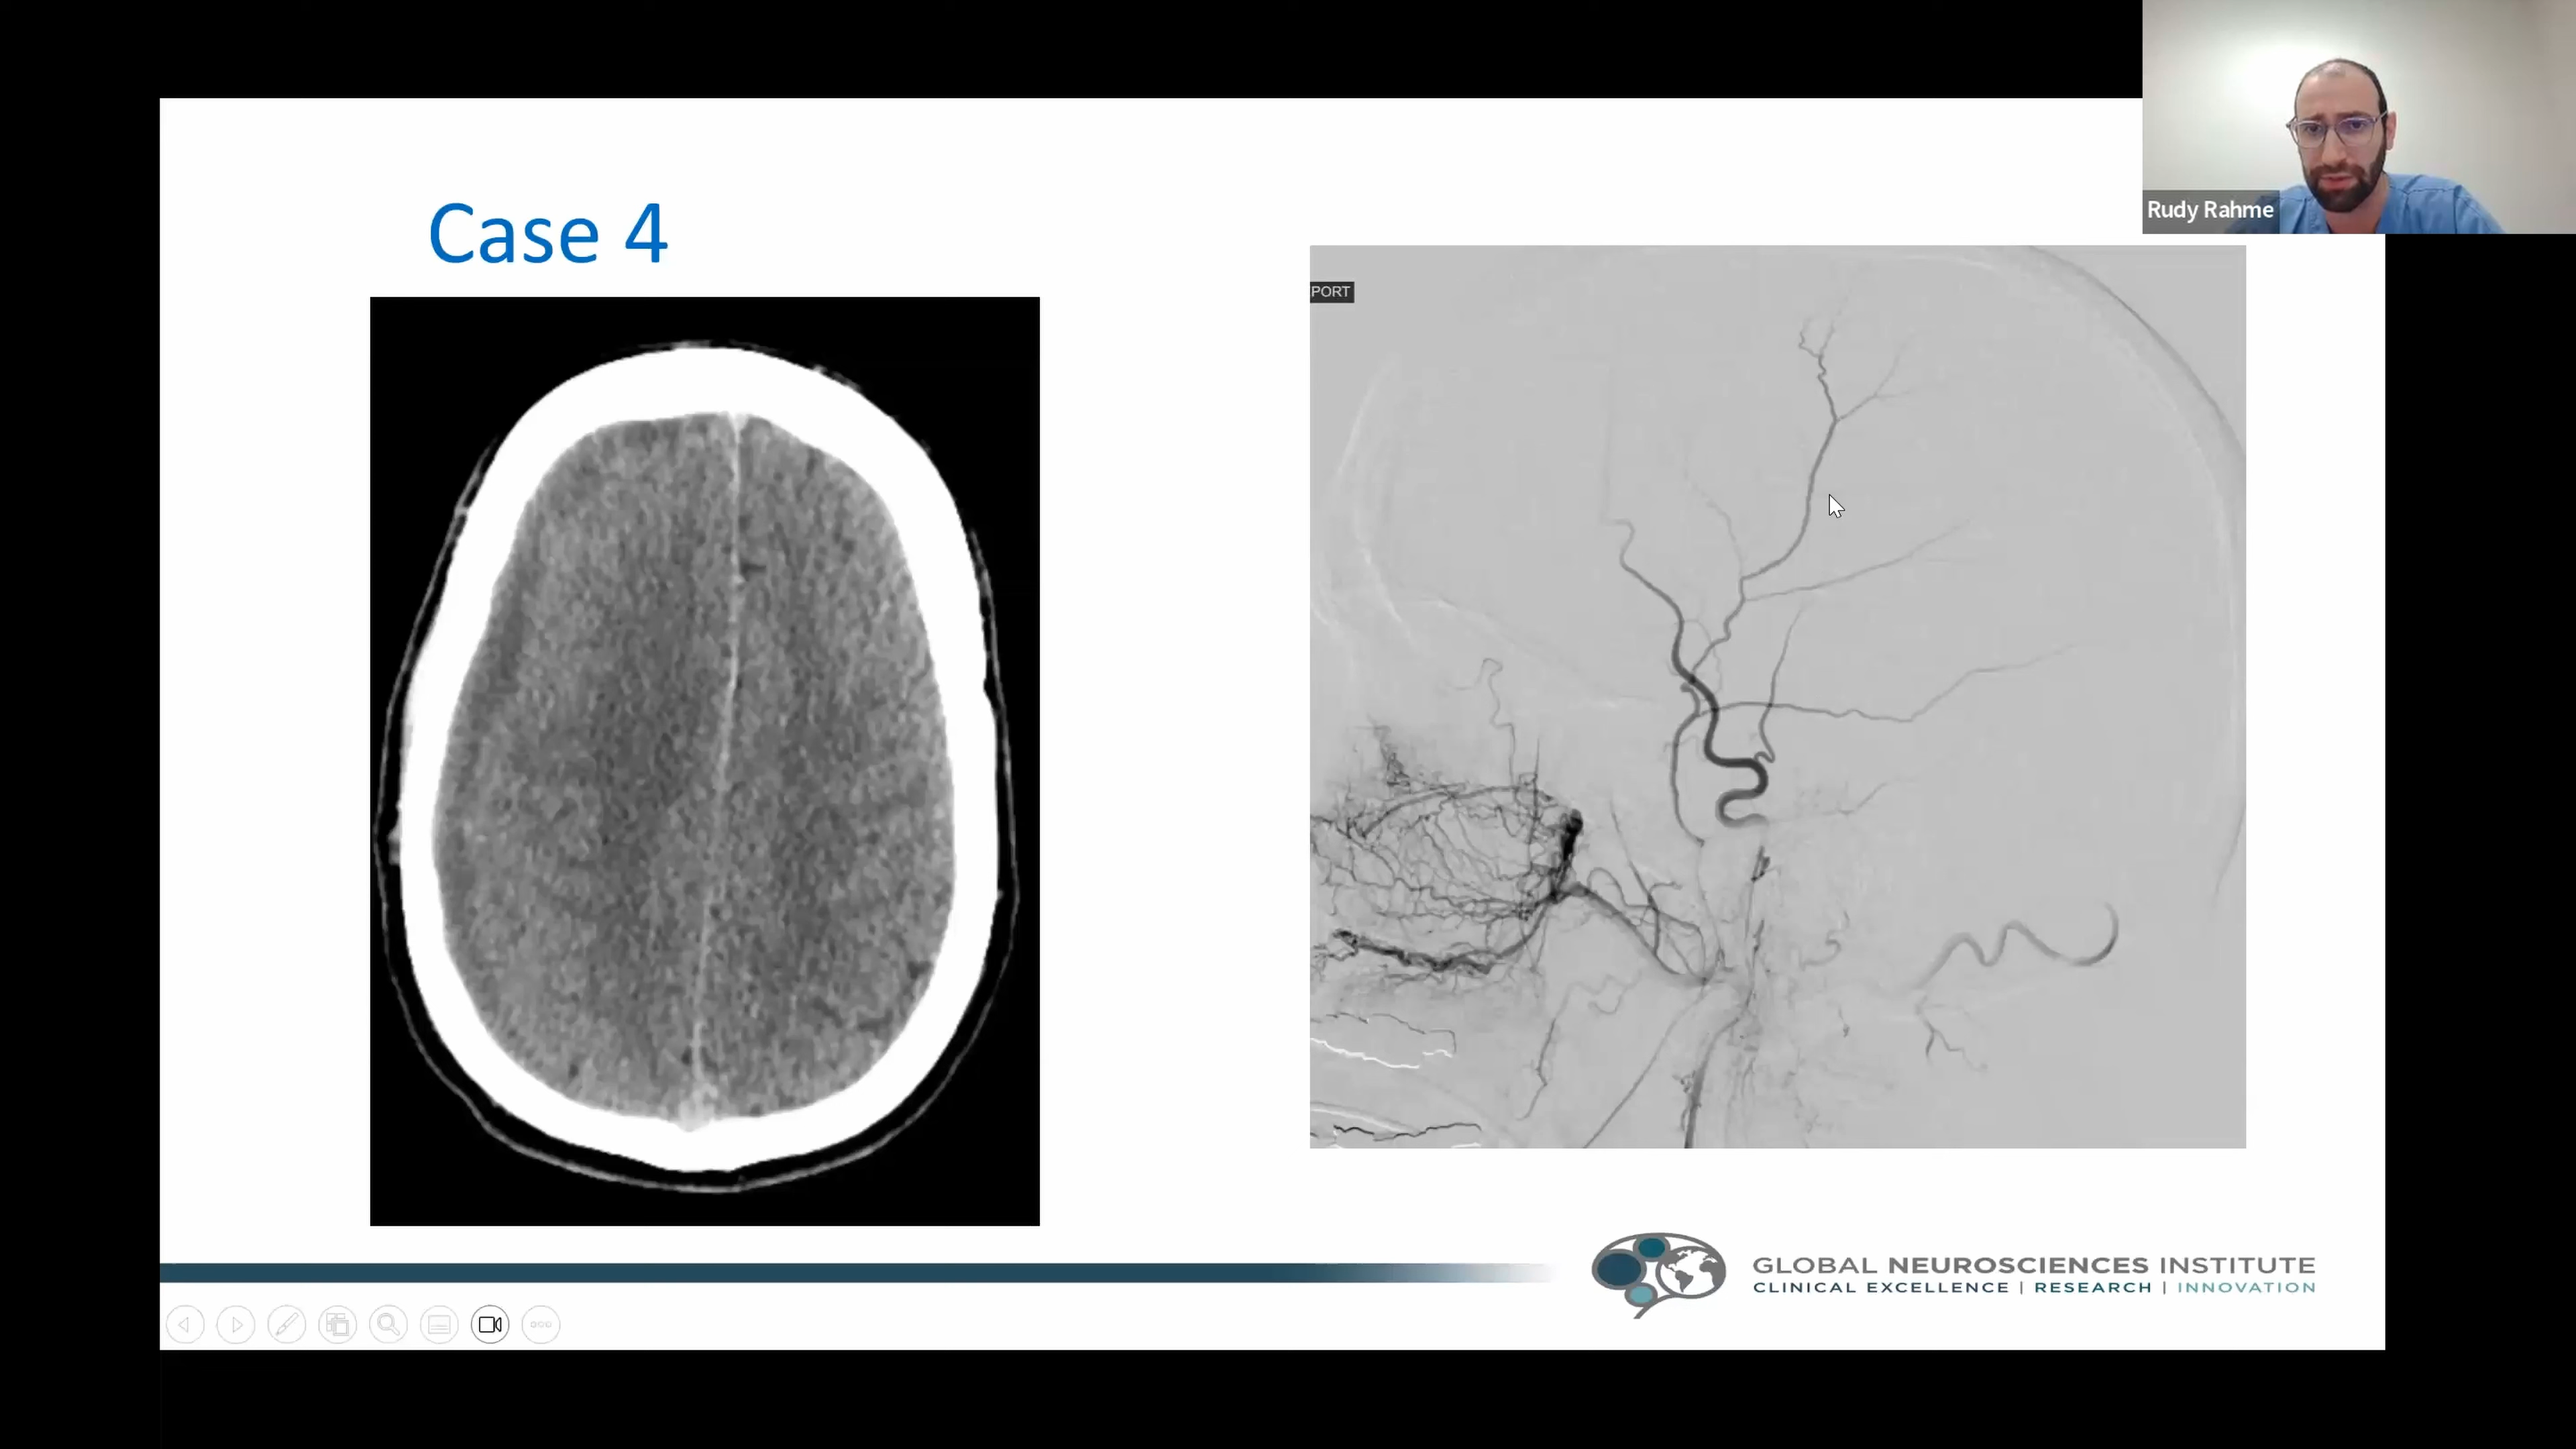 Rudy Rahme
Case 4
PORT
GLOBAL NEUROSCIENCES INSTITUTE
CLINICAL EXCELLENCE | RESEARCH | INNOVATION